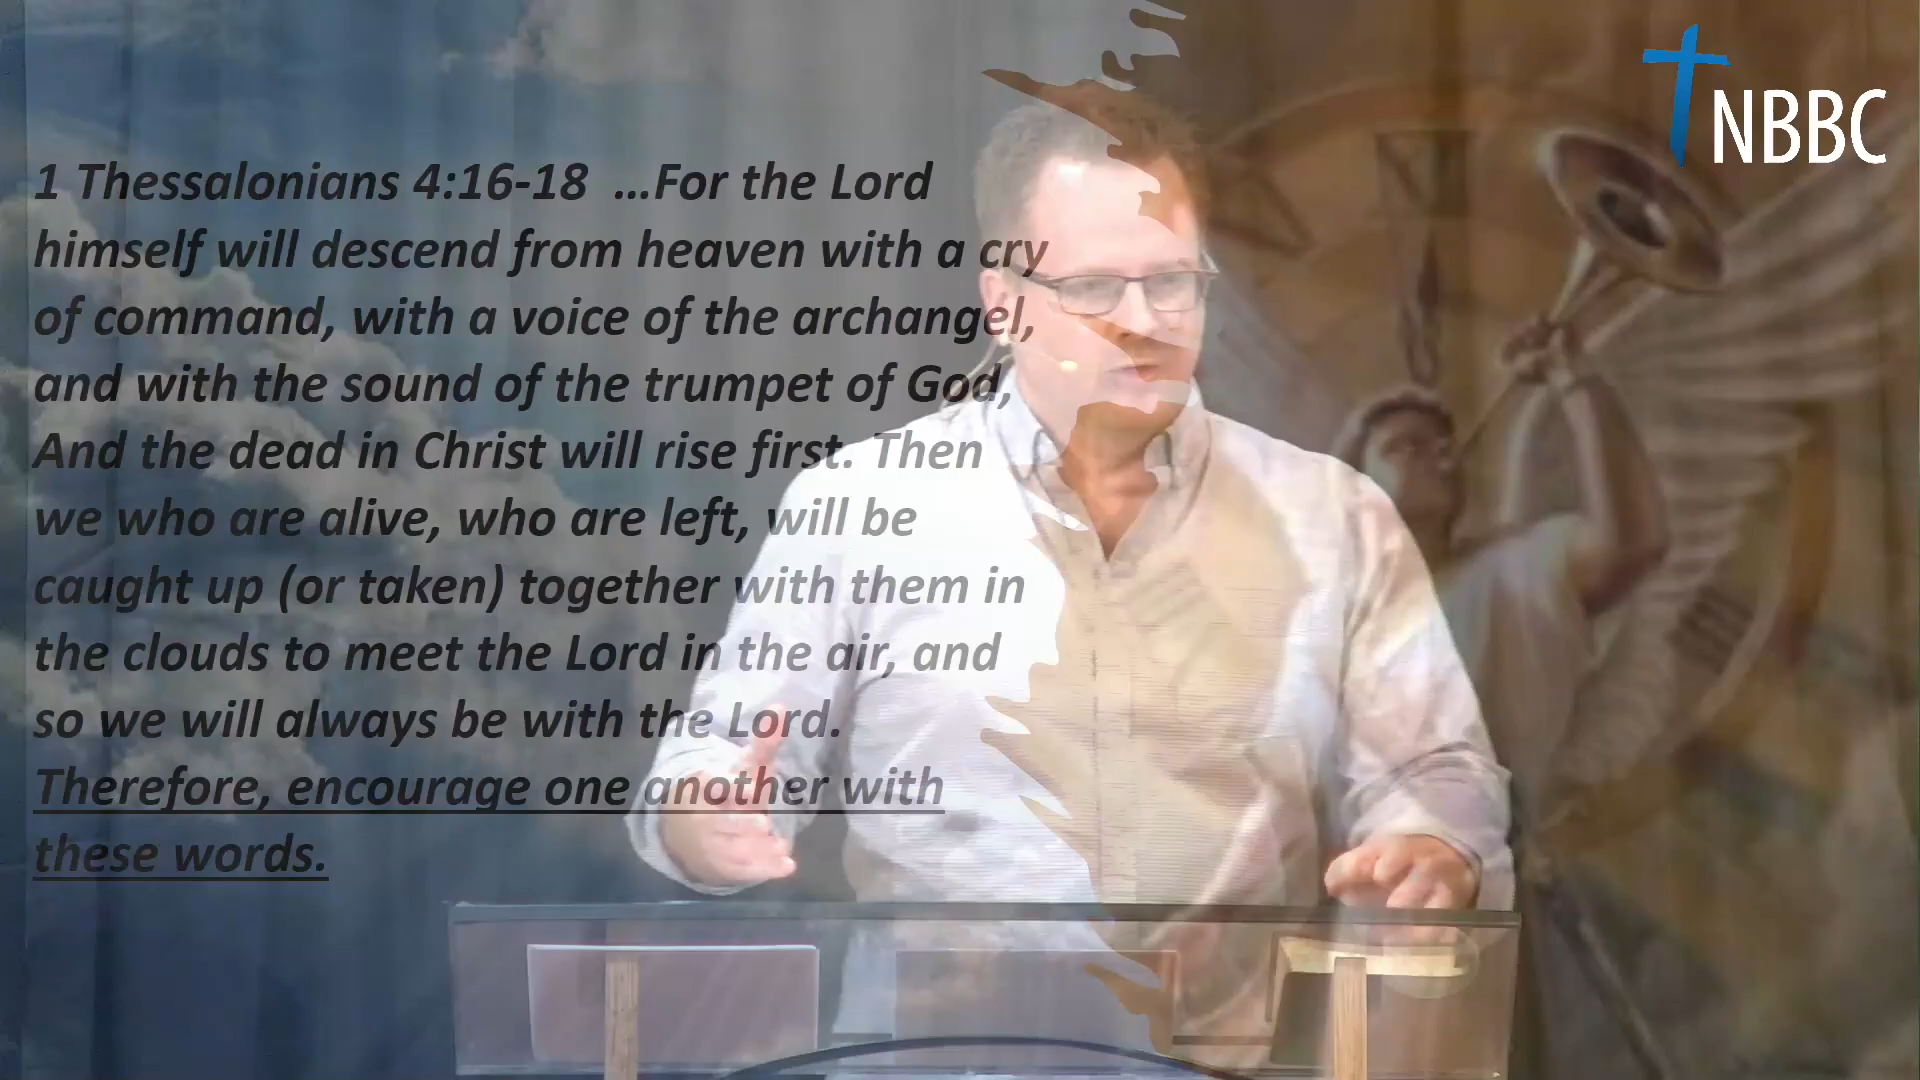 NBBC
1 Thessalonians 4:16-18 …For the Lord
himself will descend from heaven with a cry
of command, with a voice of the archangel,
and with the sound of the trumpet of God,
And the dead in Christ will rise first. Then
we who are alive, who are left, will be
caught up (or taken) together with them in
the clouds to meet the Lord in the air, and
so we will always be with the Lord.
Therefore, encourage one another with
these words.